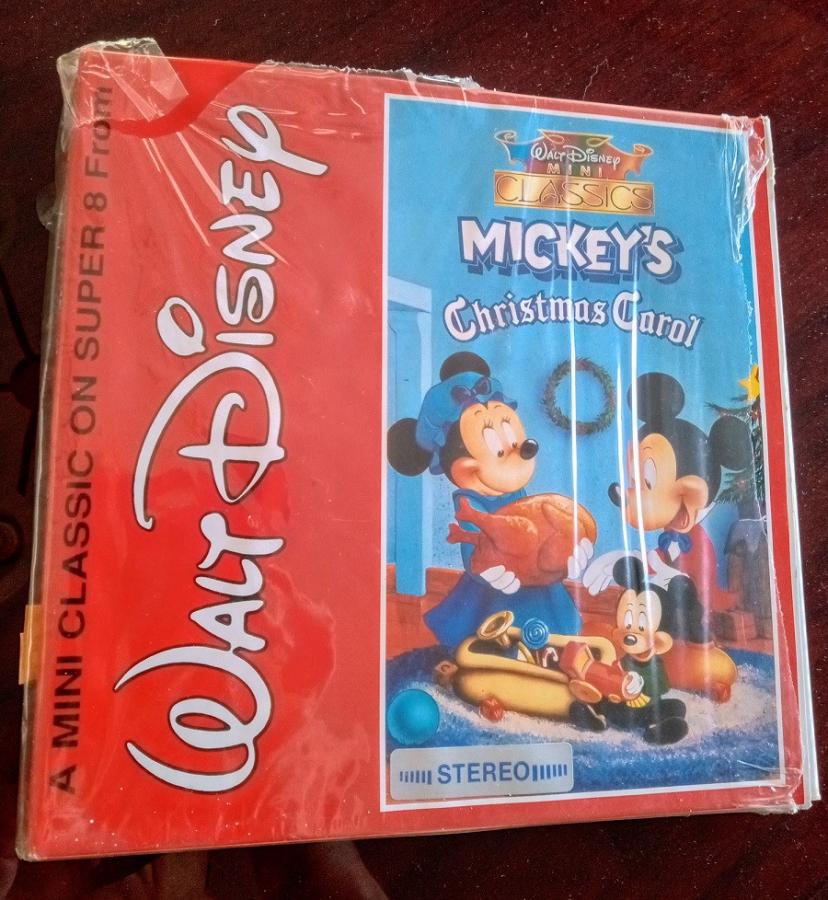 A MINI CLASSIC ON SUPER 8 From
WALT DISNEY
WALT DISNEY
MINI
CLASSICS
MICKEY'S
Christmas Carol
STEREO